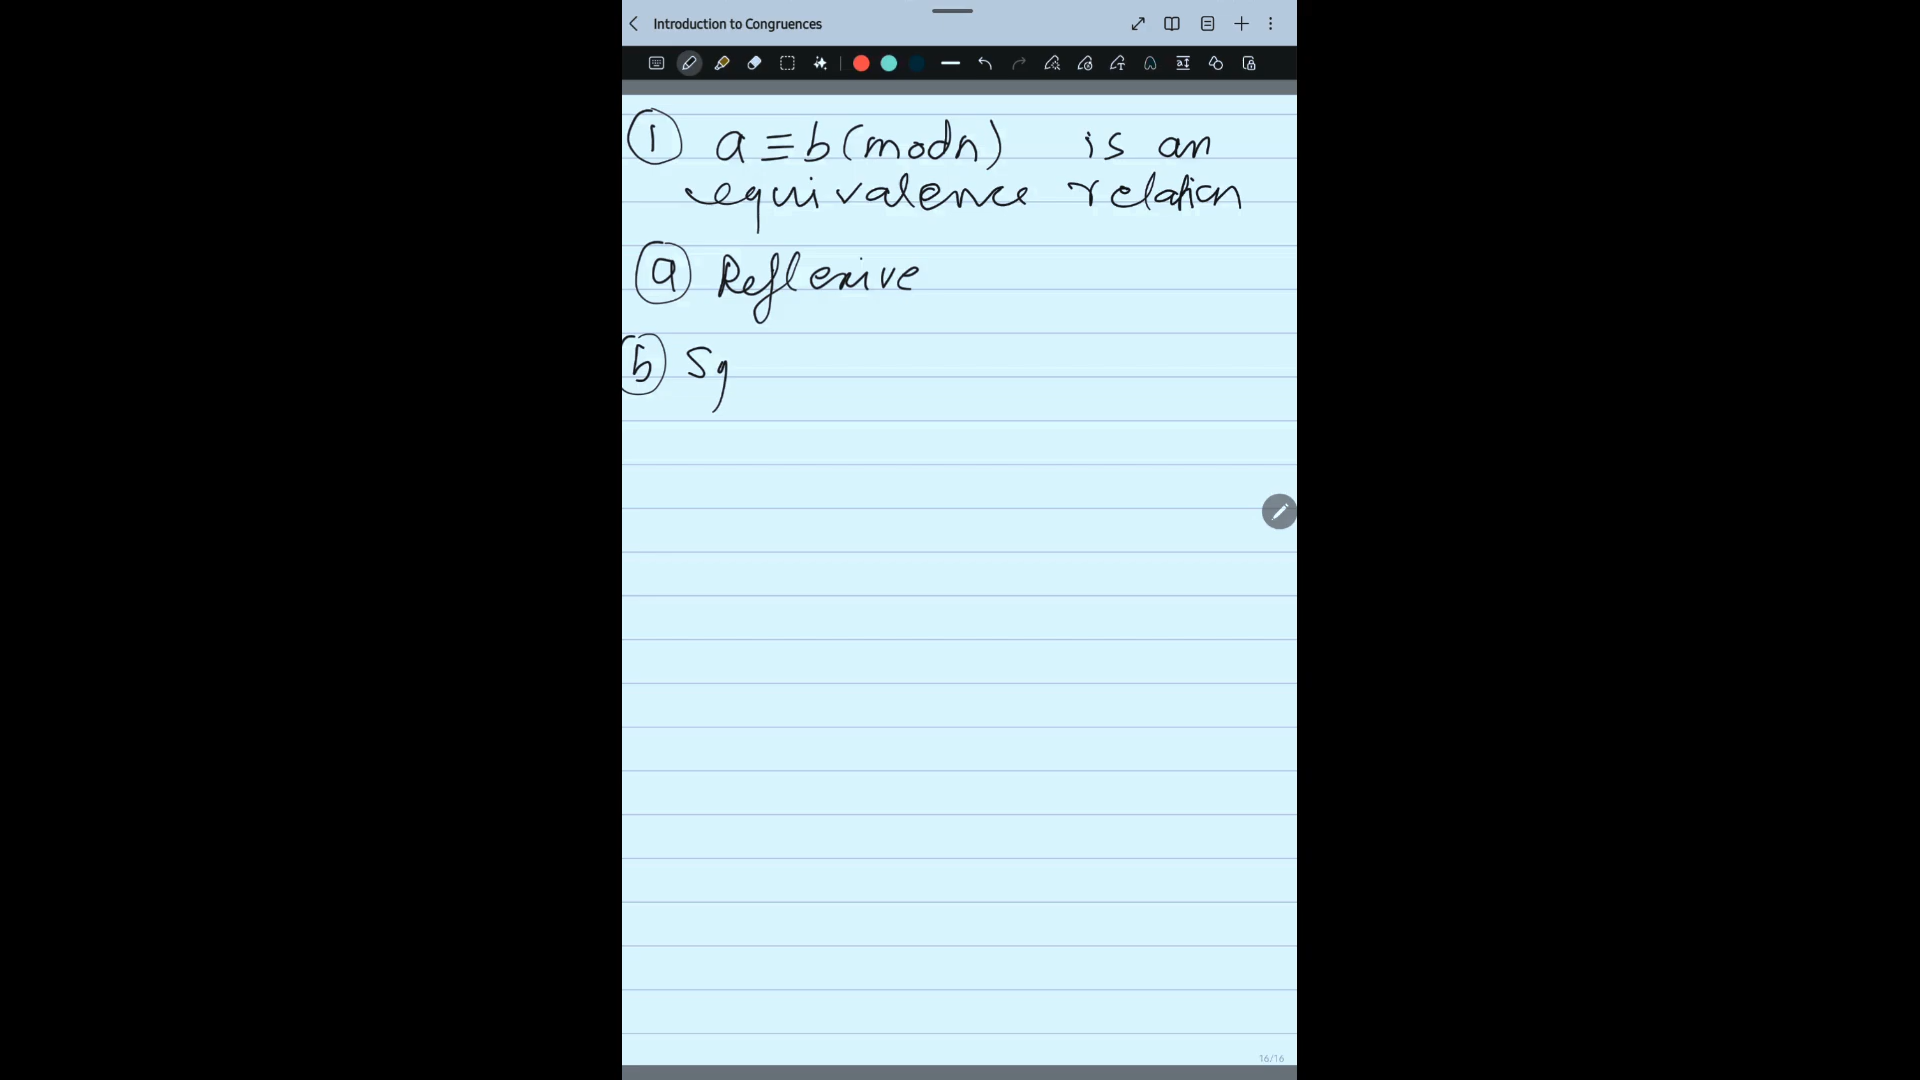 Introduction to Congruences
① a ≡ b (mod n) is an
equivalence relation
ⓐ Reflexive
ⓑ Sy
16/16